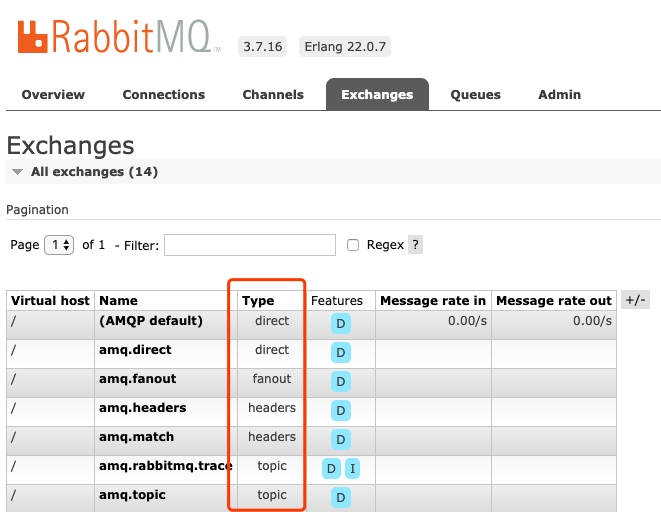 RabbitMQ TM 3.7.16 Erlang 22.0.7
Overview Connections Channels Exchanges Queues Admin
Exchanges
All exchanges (14)
Pagination
Page 1 of 1 - Filter: Regex ?
Virtual host Name Type Features Message rate in Message rate out +/-
/ (AMQP default) direct D 0.00/s 0.00/s
/ amq.direct direct D
/ amq.fanout fanout D
/ amq.headers headers D
/ amq.match headers D
/ amq.rabbitmq.trace topic D I
/ amq.topic topic D